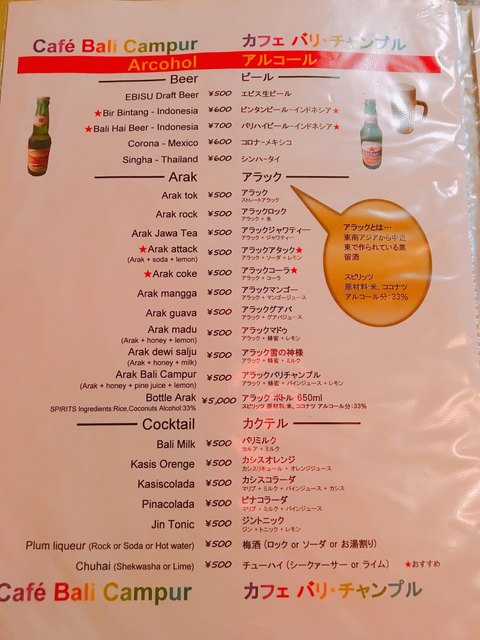 Café Bali Campur カフェ バリ・チャンプル
Arcohol アルコール
Beer ビール
EBISU Draft Beer ¥500 エビス生ビール
★Bir Bintang - Indonesia ¥600 ビンタンビール-インドネシア★
★Bali Hai Beer - Indonesia ¥700 バリハイビール-インドネシア★
Corona - Mexico ¥600 コロナ-メキシコ
Singha - Thailand ¥600 シンハ-タイ
Arak アラック
Arak tok ¥500 アラック
ストレートアラック
Arak rock ¥500 アラックロック
アラック + 氷
Arak Jawa Tea ¥500 アラックジャワティー
アラック + ジャワティー
★Arak attack ¥500 アラックアタック★
(Arak + soda + lemon) アラック + ソーダ + レモン
★Arak coke ¥500 アラックコーラ★
アラック + コーラ
Arak mangga ¥500 アラックマンゴー
アラック + マンゴージュース
Arak guava ¥500 アラックグアバ
アラック + グアバジュース
Arak madu ¥500 アラックマドゥ
(Arak + honey + lemon) アラック + 蜂蜜 + レモン
Arak dewi salju ¥500 アラック雪の神様
(Arak + honey + milk) アラック + 蜂蜜 + ミルク
Arak Bali Campur ¥500 アラックバリチャンプル
(Arak + honey + pine juice + lemon) アラック + 蜂蜜 + パインジュース + レモン
Bottle Arak ¥5,000 アラック ボトル 650ml
SPIRITS Ingredients:Rice,Coconuts Alcohol:33% スピリッツ 原材料:米、ココナツ アルコール分：33%
アラックとは…
東南アジアから中近
東で作られている蒸
留酒
スピリッツ
原材料:米、ココナツ
アルコール分：33%
Cocktail カクテル
Bali Milk ¥500 バリミルク
カルア + ミルク
Kasis Orenge ¥500 カシスオレンジ
カシスリキュール + オレンジジュース
Kasiscolada ¥500 カシスコラーダ
マリブ + ミルク + パインジュース + カシス
Pinacolada ¥500 ピナコラーダ
マリブ + ミルク + パインジュース
Jin Tonic ¥500 ジントニック
ジン + トニック + レモン
Plum liqueur (Rock or Soda or Hot water) ¥500 梅酒 (ロック or ソーダ or お湯割り)
Chuhai (Shekwasha or Lime) ¥500 チューハイ (シークァーサー or ライム) ★おすすめ
Café Bali Campur カフェ バリ・チャンプル